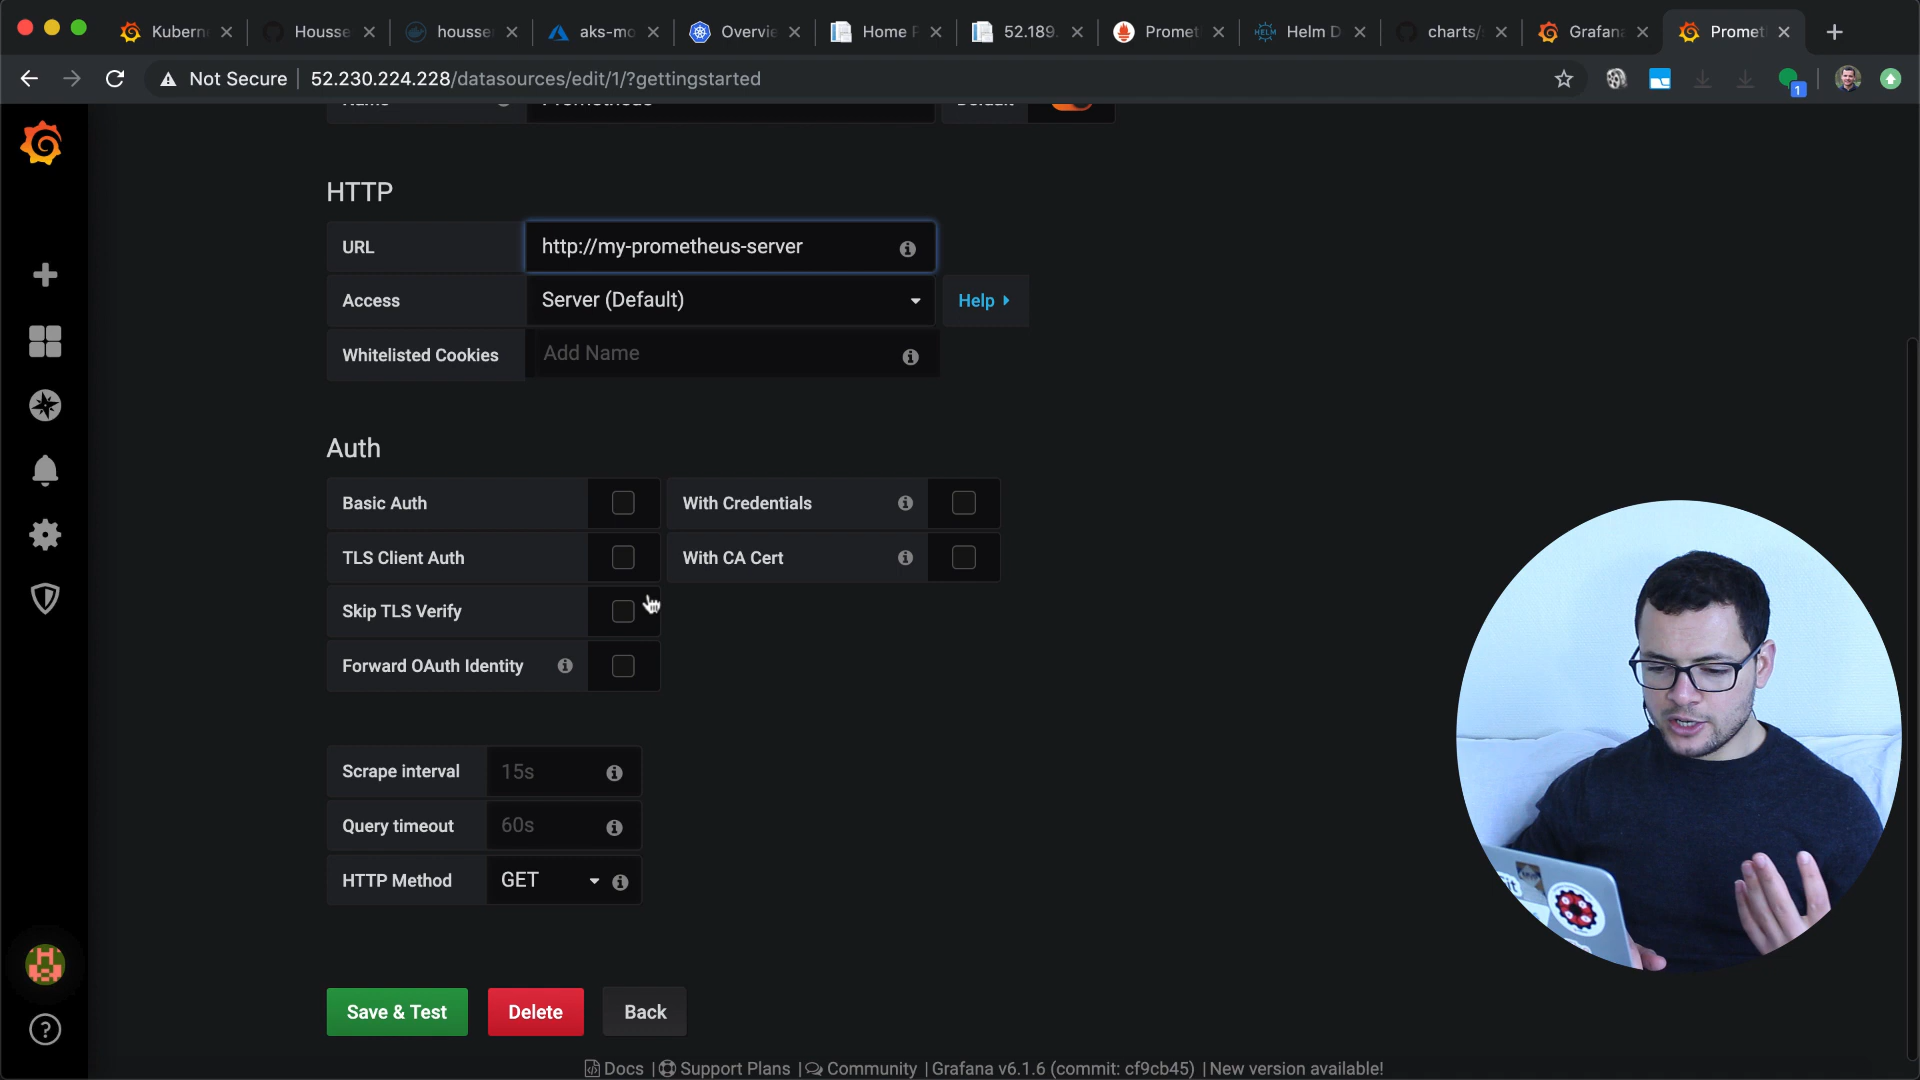 Kubern
Housse
housse
aks-mo
Overvie
Home P
52.189.
Promet
Helm D
charts/
Grafana
Promet
Not Secure
52.230.224.228/datasources/edit/1/?gettingstarted
1
Name
Prometheus
Default
HTTP
URL
http://my-prometheus-server
Access
Server (Default)
Help
Whitelisted Cookies
Add Name
Auth
Basic Auth
With Credentials
TLS Client Auth
With CA Cert
Skip TLS Verify
Forward OAuth Identity
Scrape interval
15s
Query timeout
60s
HTTP Method
GET
Save & Test
Delete
Back
Docs | Support Plans | Community | Grafana v6.1.6 (commit: cf9cb45) | New version available!